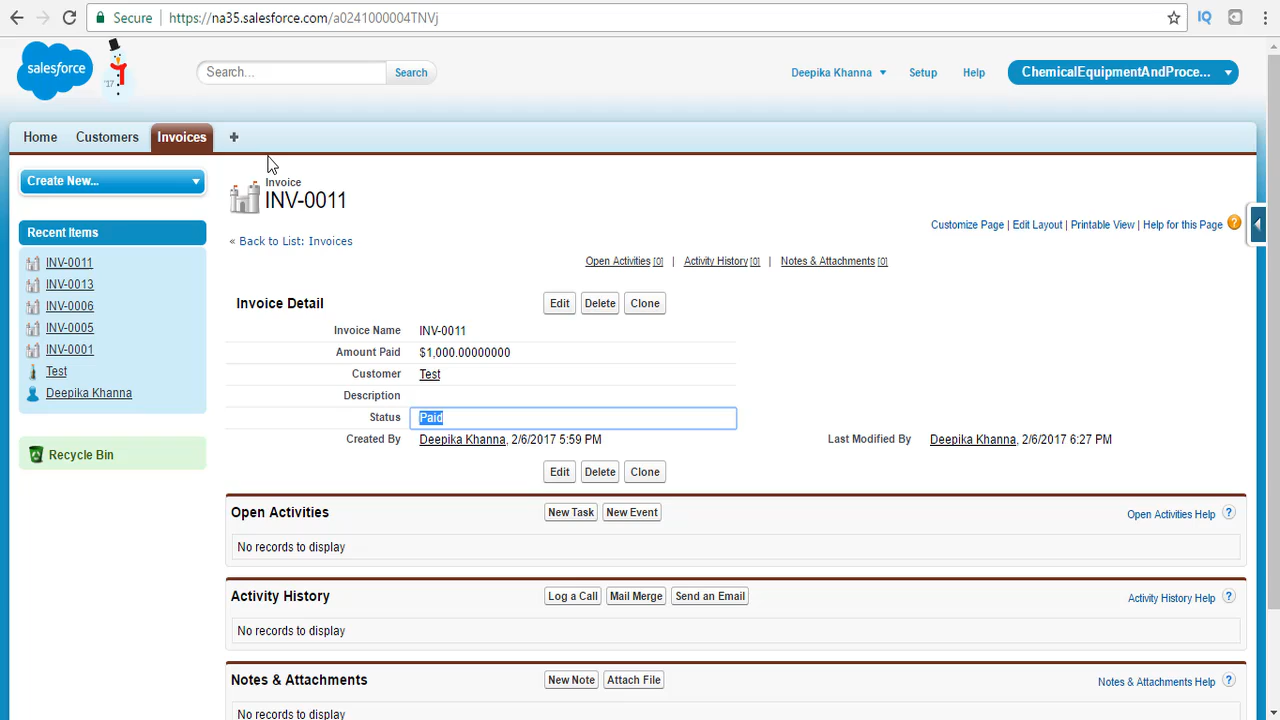 Secure https://na35.salesforce.com/a0241000004TNVj
IQ
salesforce
'17
Search...
Search
Deepika Khanna
Setup
Help
ChemicalEquipmentAndProce...
Home
Customers
Invoices
Create New...
Recent Items
INV-0011
INV-0013
INV-0006
INV-0005
INV-0001
Test
Deepika Khanna
Recycle Bin
Invoice
INV-0011
Customize Page | Edit Layout | Printable View | Help for this Page ?
« Back to List: Invoices
Open Activities [0] | Activity History [0] | Notes & Attachments [0]
Invoice Detail
Edit Delete Clone
Invoice Name INV-0011
Amount Paid $1,000.00000000
Customer Test
Description
Status Paid
Created By Deepika Khanna, 2/6/2017 5:59 PM
Last Modified By Deepika Khanna, 2/6/2017 6:27 PM
Edit Delete Clone
Open Activities
New Task New Event
Open Activities Help ?
No records to display
Activity History
Log a Call Mail Merge Send an Email
Activity History Help ?
No records to display
Notes & Attachments
New Note Attach File
Notes & Attachments Help ?
No records to display